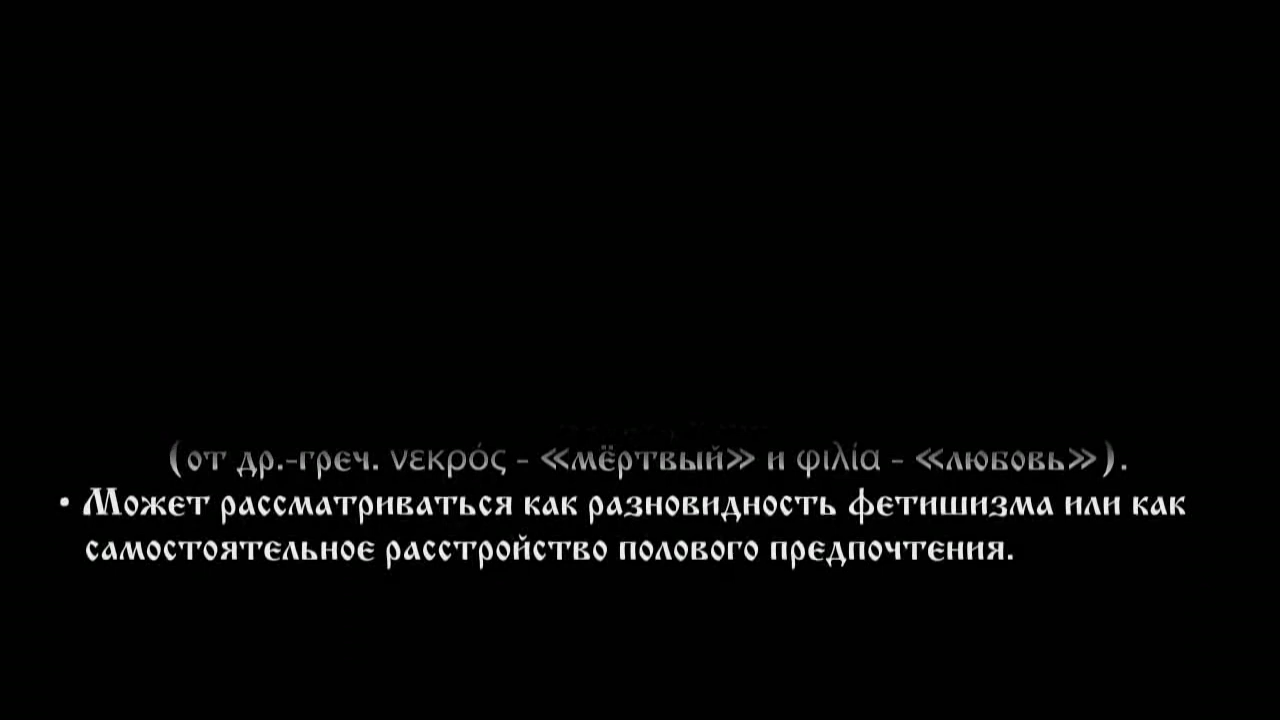 (от др.-греч. νεκρός - «мёртвый» и φιλία - «любовь»).
• Может рассматриваться как разновидность фетишизма или как
самостоятельное расстройство полового предпочтения.